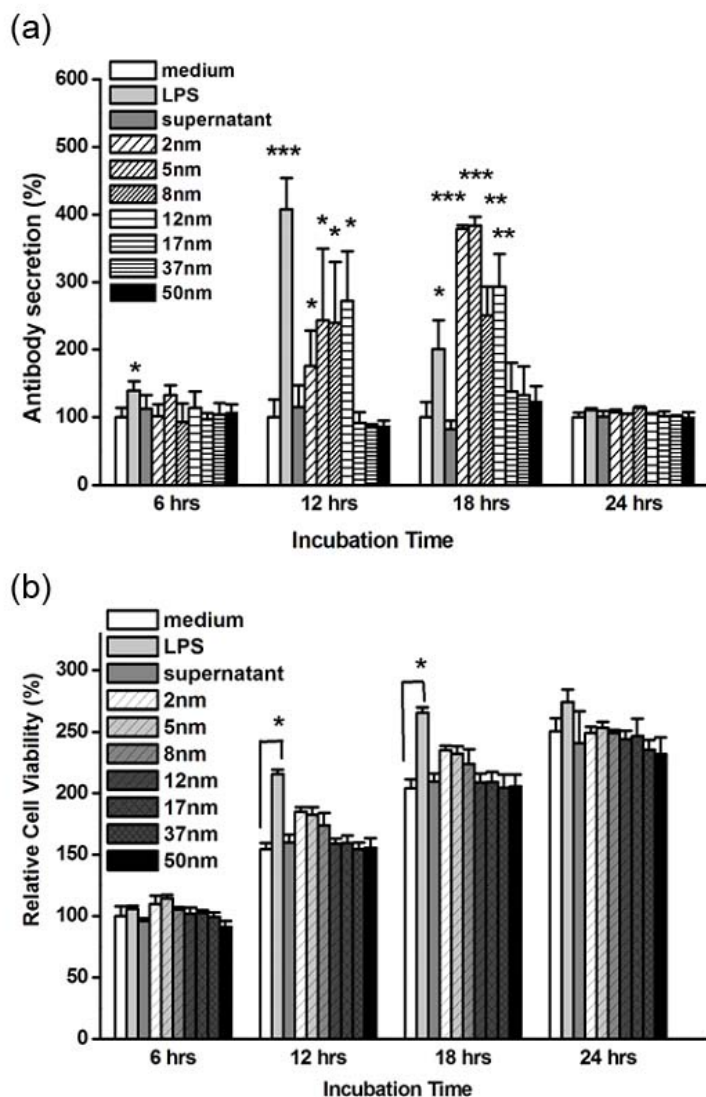 (a)
600
500
400
300
200
100
0
Antibody secretion (%)
medium
LPS
supernatant
2nm
5nm
8nm
12nm
17nm
37nm
50nm
*
***
*
*
*
*
*
***
***
**
**
6 hrs
12 hrs
18 hrs
24 hrs
Incubation Time
(b)
300
250
200
150
100
50
0
Relative Cell Viability (%)
medium
LPS
supernatant
2nm
5nm
8nm
12nm
17nm
37nm
50nm
*
*
6 hrs
12 hrs
18 hrs
24 hrs
Incubation Time